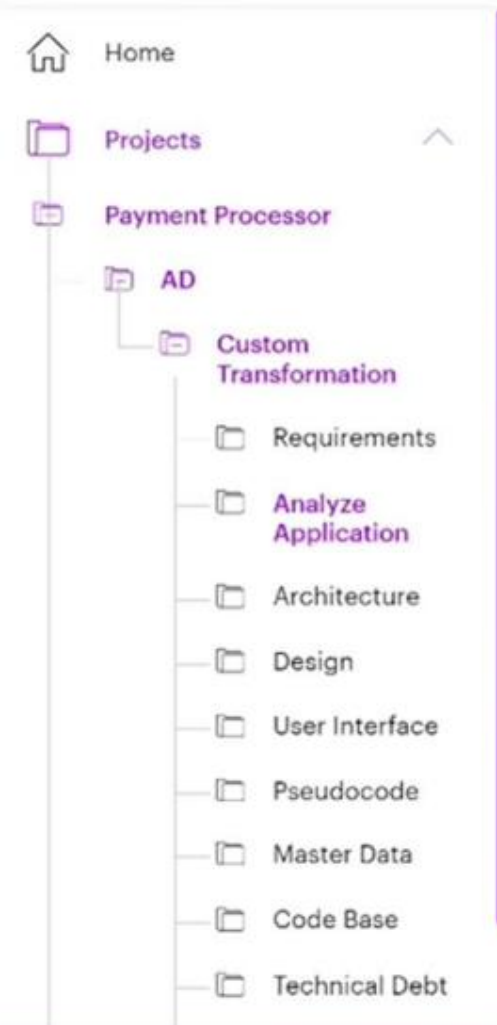 Home
Projects
Payment Processor
AD
Custom
Transformation
Requirements
Analyze
Application
Architecture
Design
User Interface
Pseudocode
Master Data
Code Base
Technical Debt